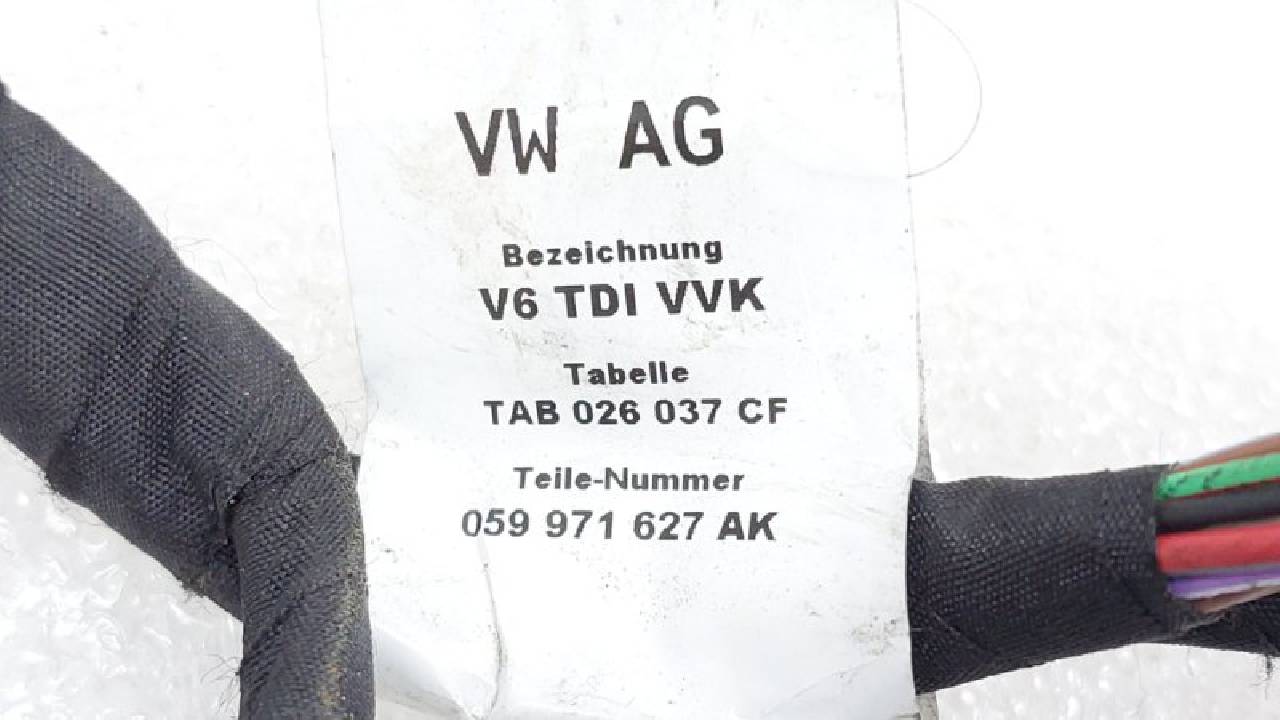 VW AG
Bezeichnung
V6 TDI VVK
Tabelle
TAB 026 037 CF
Teile-Nummer
059 971 627 AK